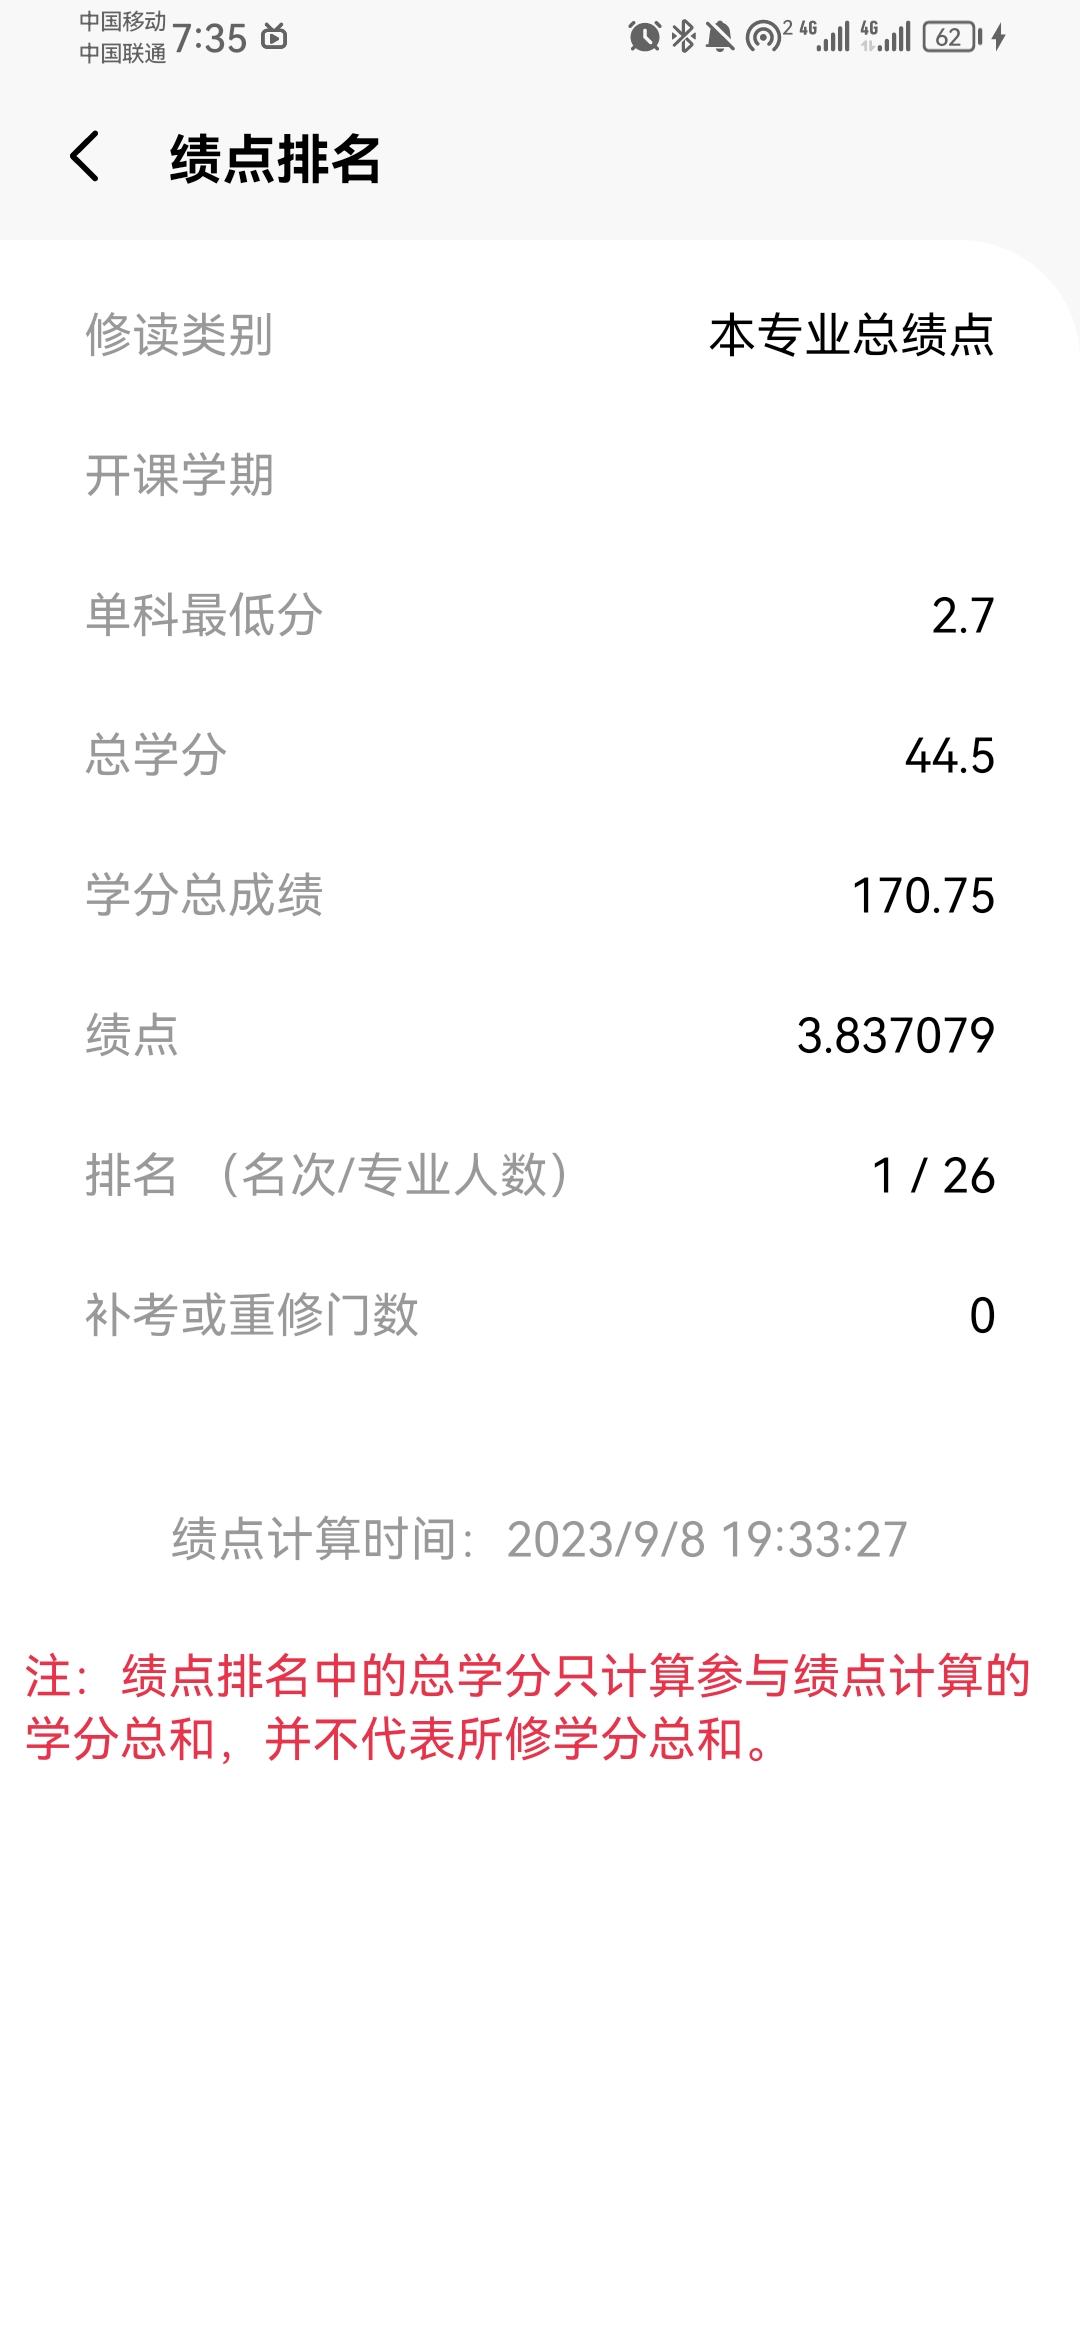 中国移动
中国联通
7:35
2 4G 4G 62
绩点排名
修读类别 本专业总绩点
开课学期
单科最低分 2.7
总学分 44.5
学分总成绩 170.75
绩点 3.837079
排名 （名次/专业人数） 1 / 26
补考或重修门数 0
绩点计算时间：2023/9/8 19:33:27
注：绩点排名中的总学分只计算参与绩点计算的
学分总和，并不代表所修学分总和。